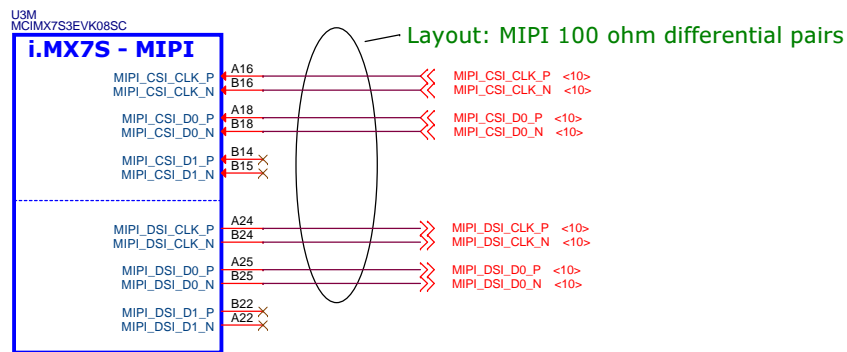 U3M
MCIMX7S3EVK08SC
i.MX7S - MIPI
Layout: MIPI 100 ohm differential pairs
MIPI_CSI_CLK_P A16 MIPI_CSI_CLK_P <10>
MIPI_CSI_CLK_N B16 MIPI_CSI_CLK_N <10>
MIPI_CSI_D0_P A18 MIPI_CSI_D0_P <10>
MIPI_CSI_D0_N B18 MIPI_CSI_D0_N <10>
MIPI_CSI_D1_P B14
MIPI_CSI_D1_N B15
MIPI_DSI_CLK_P A24 MIPI_DSI_CLK_P <10>
MIPI_DSI_CLK_N B24 MIPI_DSI_CLK_N <10>
MIPI_DSI_D0_P A25 MIPI_DSI_D0_P <10>
MIPI_DSI_D0_N B25 MIPI_DSI_D0_N <10>
MIPI_DSI_D1_P B22
MIPI_DSI_D1_N A22